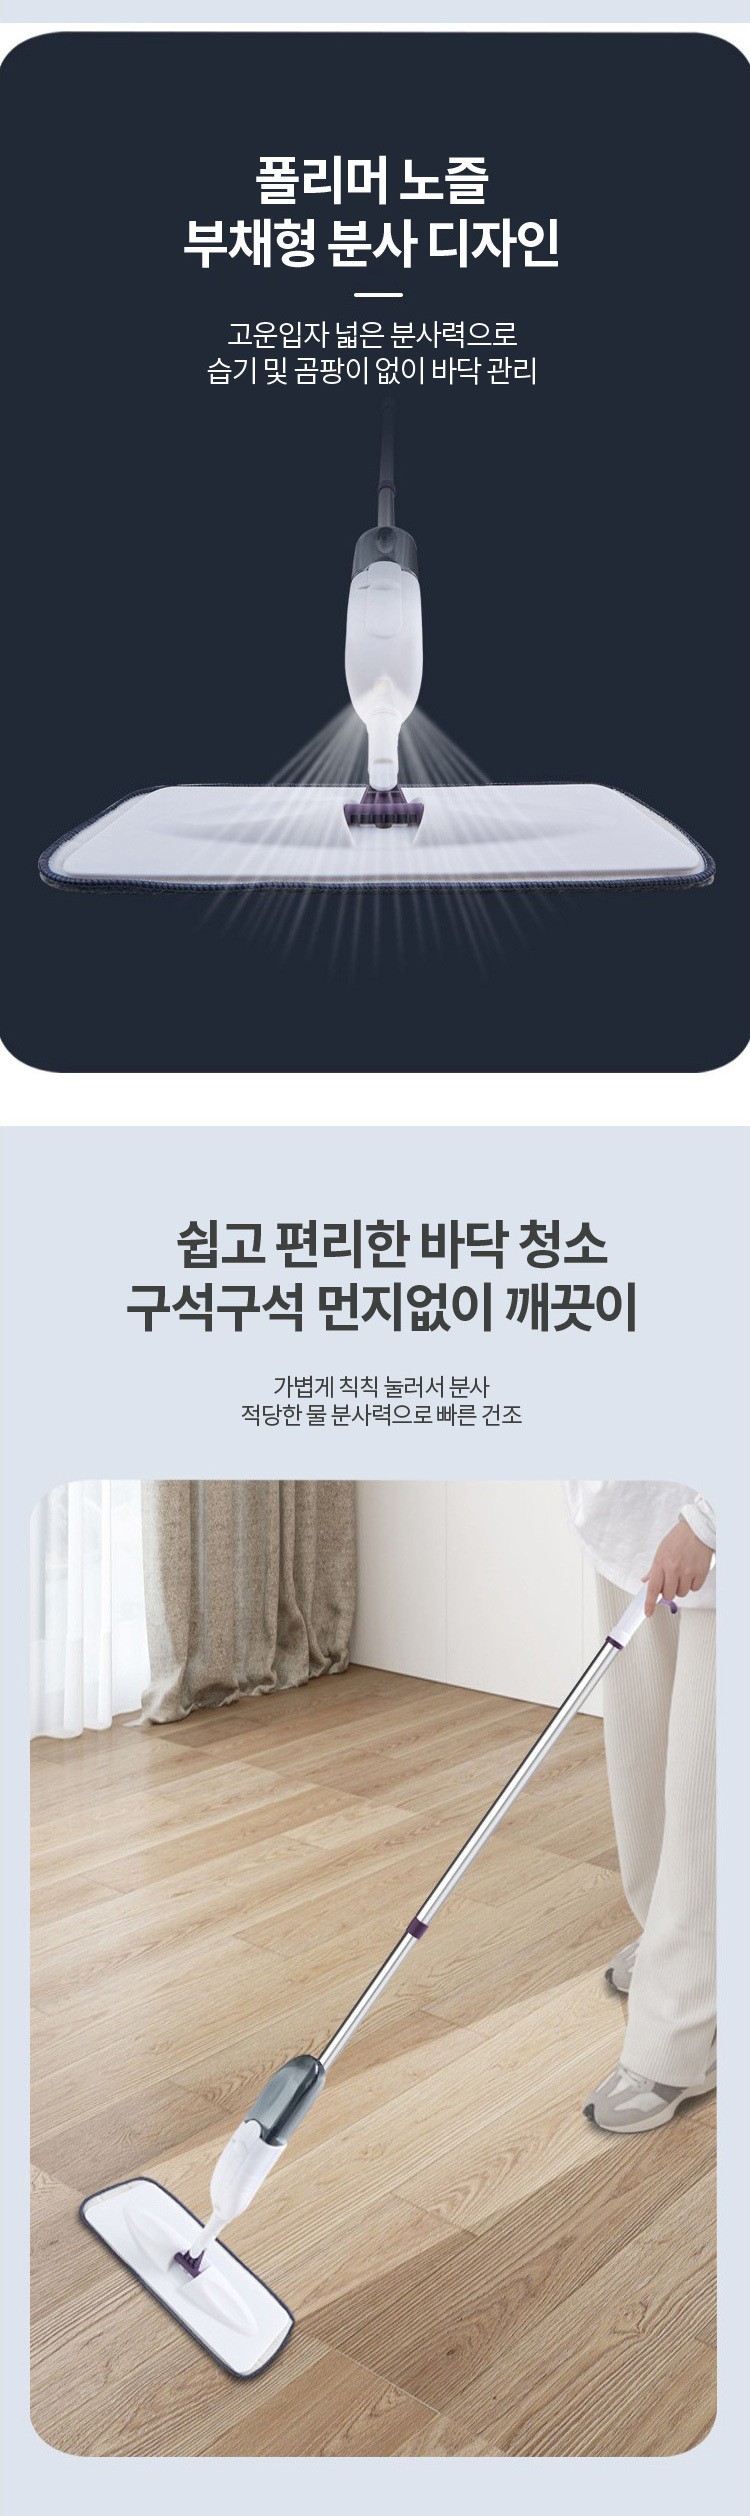 폴리머 노즐
부채형 분사 디자인
고운입자 넓은 분사력으로
습기 및 곰팡이 없이 바닥 관리
쉽고 편리한 바닥 청소
구석구석 먼지없이 깨끗이
가볍게 칙칙 눌러서 분사
적당한 물 분사력으로 빠른 건조